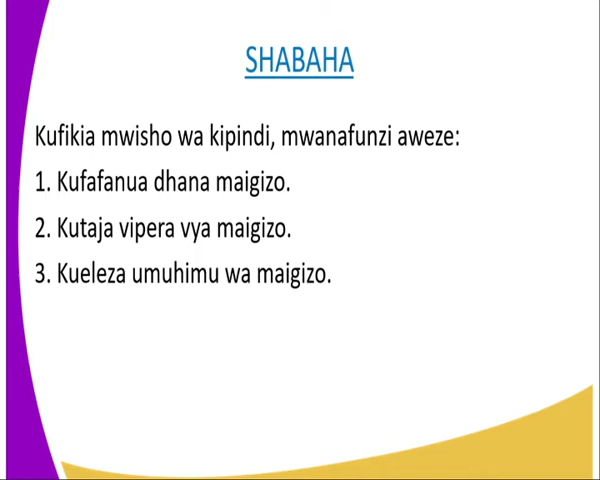 SHABAHA
Kufikia mwisho wa kipindi, mwanafunzi aweze:
1. Kufafanua dhana maigizo.
2. Kutaja vipera vya maigizo.
3. Kueleza umuhimu wa maigizo.